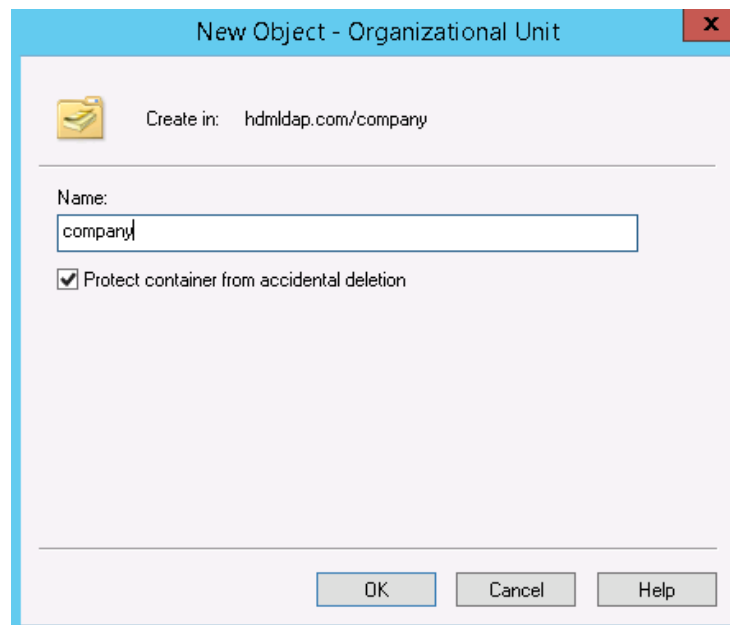 New Object - Organizational Unit
x
Create in: hdmldap.com/company
Name:
company
Protect container from accidental deletion
OK Cancel Help